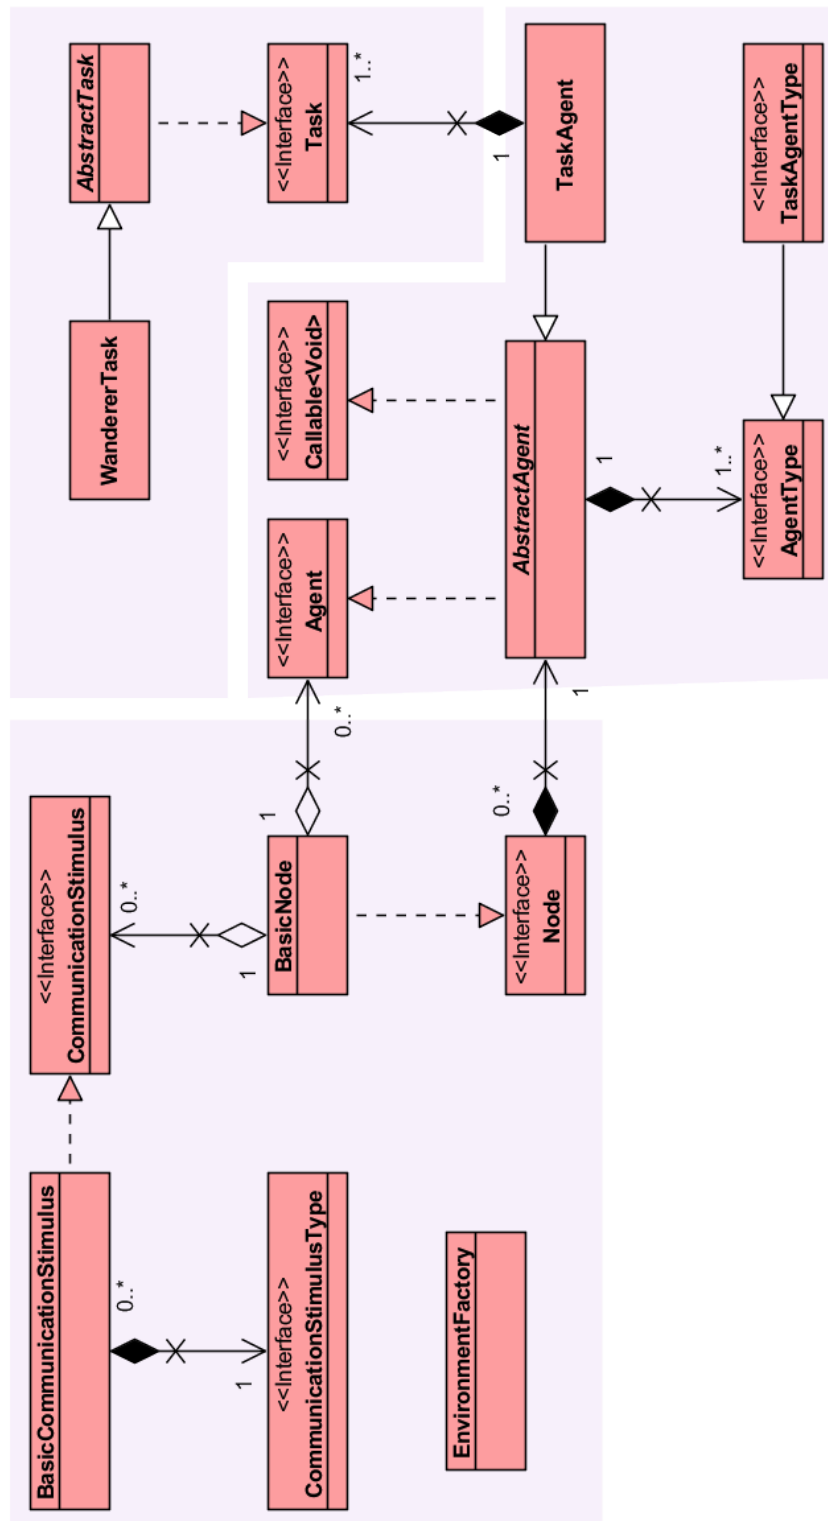 BasicCommunicationStimulus
<<Interface>>
CommunicationStimulus
WandererTask
AbstractTask
0..*
0..*
1
1
<<Interface>>
CommunicationStimulusType
BasicNode
1
<<Interface>>
Agent
<<Interface>>
Callable<Void>
<<Interface>>
Task
0..*
1..*
EnvironmentFactory
0..*
1
<<Interface>>
Node
AbstractAgent
TaskAgent
1
1
1..*
<<Interface>>
AgentType
<<Interface>>
TaskAgentType